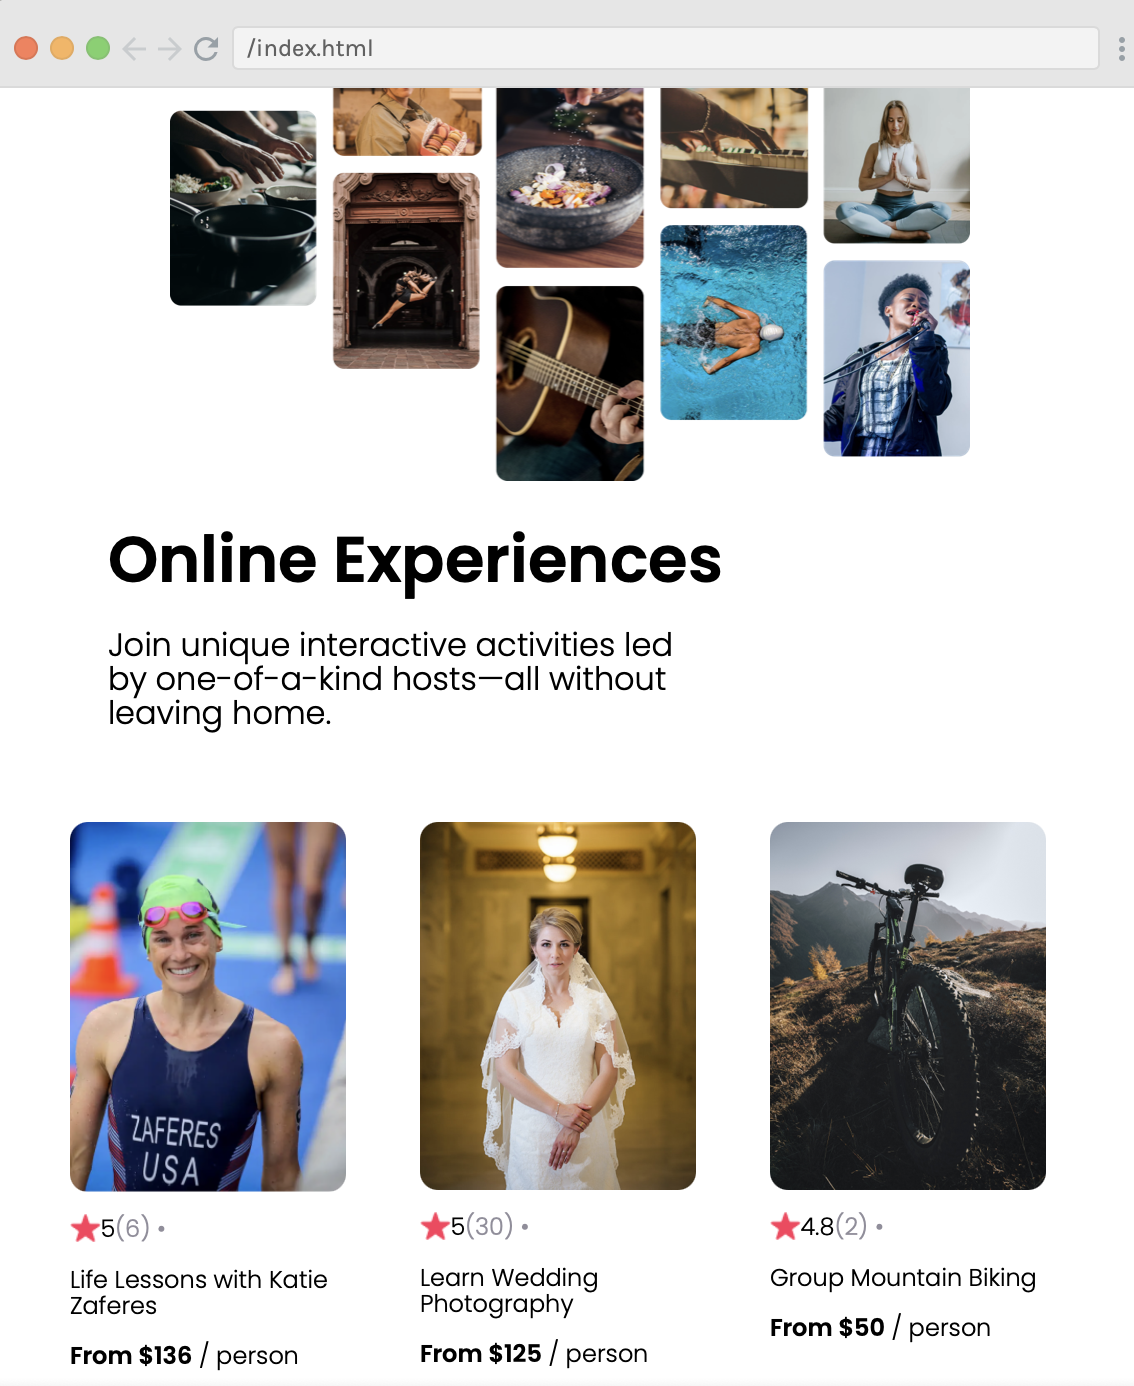 /index.html
Online Experiences
Join unique interactive activities led
by one-of-a-kind hosts—all without
leaving home.
ZAFERES
USA
5(6) •
Life Lessons with Katie
Zaferes
From $136 / person
5(30) •
Learn Wedding
Photography
From $125 / person
4.8(2) •
Group Mountain Biking
From $50 / person